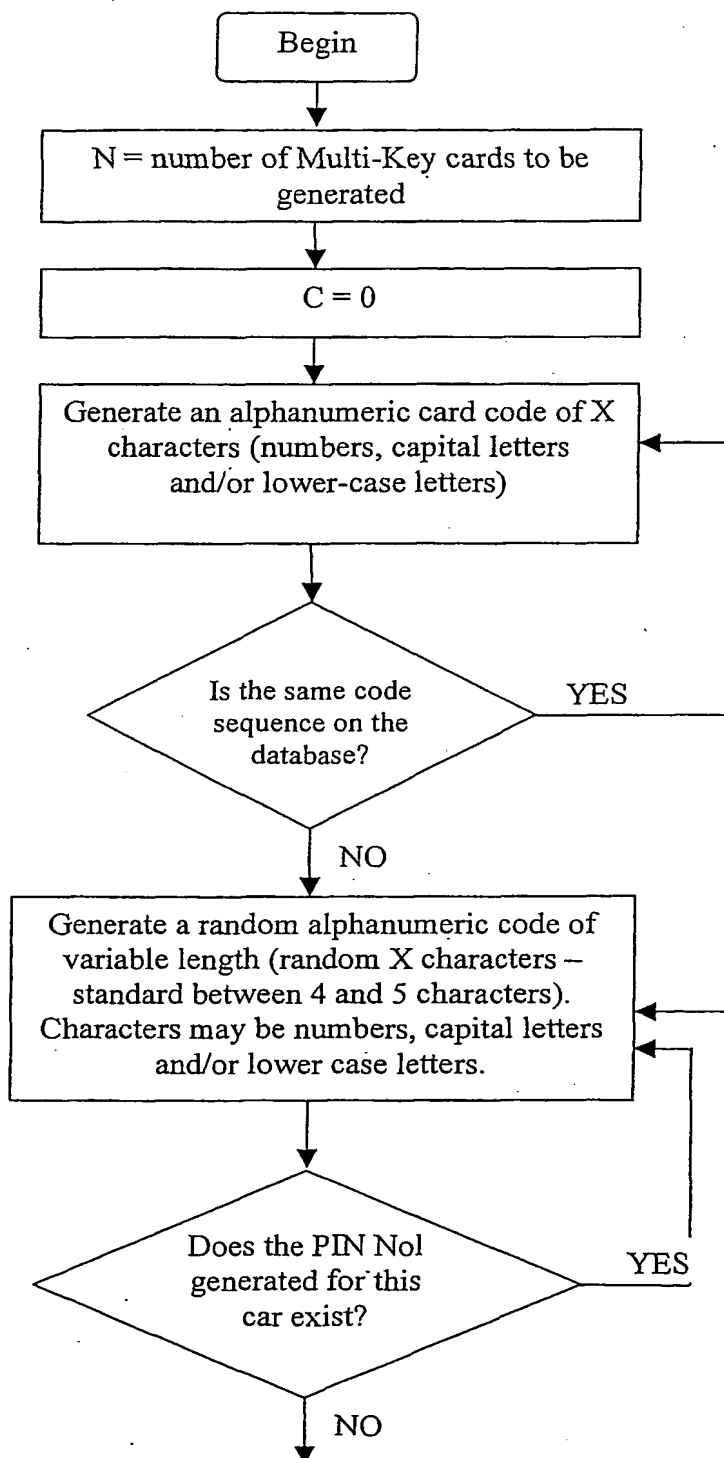 Begin
N = number of Multi-Key cards to be
generated
C = 0
Generate an alphanumeric card code of X
characters (numbers, capital letters
and/or lower-case letters)
Is the same code
sequence on the
database?
YES
NO
Generate a random alphanumeric code of
variable length (random X characters –
standard between 4 and 5 characters).
Characters may be numbers, capital letters
and/or lower case letters.
Does the PIN Nol
generated for this
car exist?
YES
NO